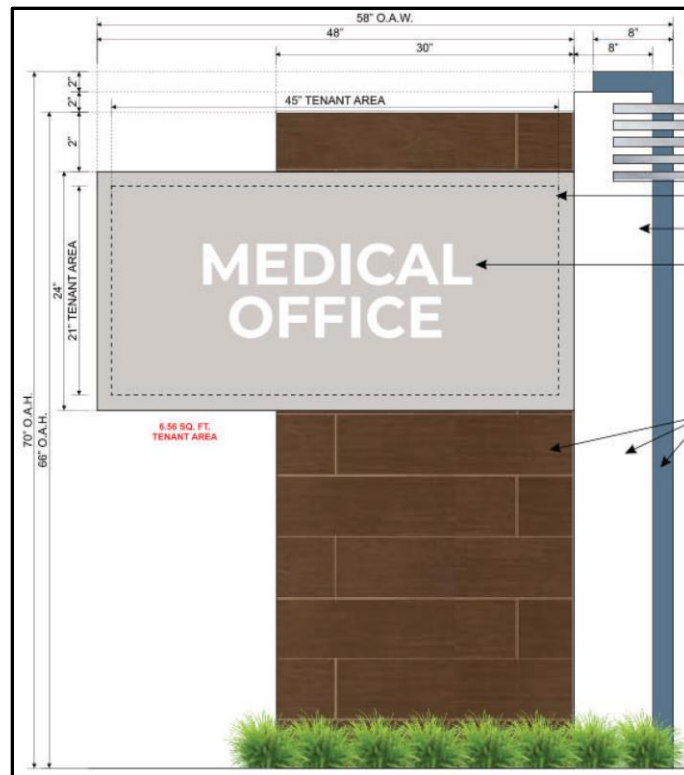 58" O.A.W.
48"
8"
30"
8"
2"
2"
45" TENANT AREA
2"
MEDICAL
OFFICE
24"
21" TENANT AREA
70" O.A.H.
66" O.A.H.
6.56 SQ. FT.
TENANT AREA